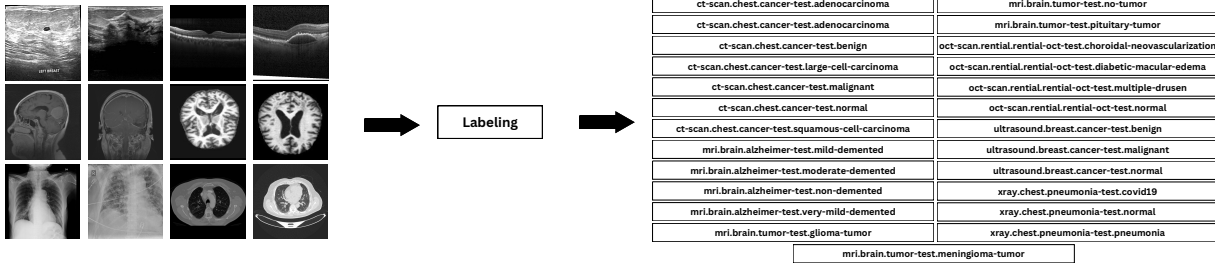 LEFT BREAST
Labeling
ct-scan.chest.cancer-test.adenocarcinoma
ct-scan.chest.cancer-test.adenocarcinoma
ct-scan.chest.cancer-test.benign
ct-scan.chest.cancer-test.large-cell-carcinoma
ct-scan.chest.cancer-test.malignant
ct-scan.chest.cancer-test.normal
ct-scan.chest.cancer-test.squamous-cell-carcinoma
mri.brain.alzheimer-test.mild-demented
mri.brain.alzheimer-test.moderate-demented
mri.brain.alzheimer-test.non-demented
mri.brain.alzheimer-test.very-mild-demented
mri.brain.tumor-test.glioma-tumor
mri.brain.tumor-test.no-tumor
mri.brain.tumor-test.pituitary-tumor
oct-scan.rential.rential-oct-test.choroidal-neovascularization
oct-scan.rential.rential-oct-test.diabetic-macular-edema
oct-scan.rential.rential-oct-test.multiple-drusen
oct-scan.rential.rential-oct-test.normal
ultrasound.breast.cancer-test.benign
ultrasound.breast.cancer-test.malignant
ultrasound.breast.cancer-test.normal
xray.chest.pneumonia-test.covid19
xray.chest.pneumonia-test.normal
xray.chest.pneumonia-test.pneumonia
mri.brain.tumor-test.meningioma-tumor